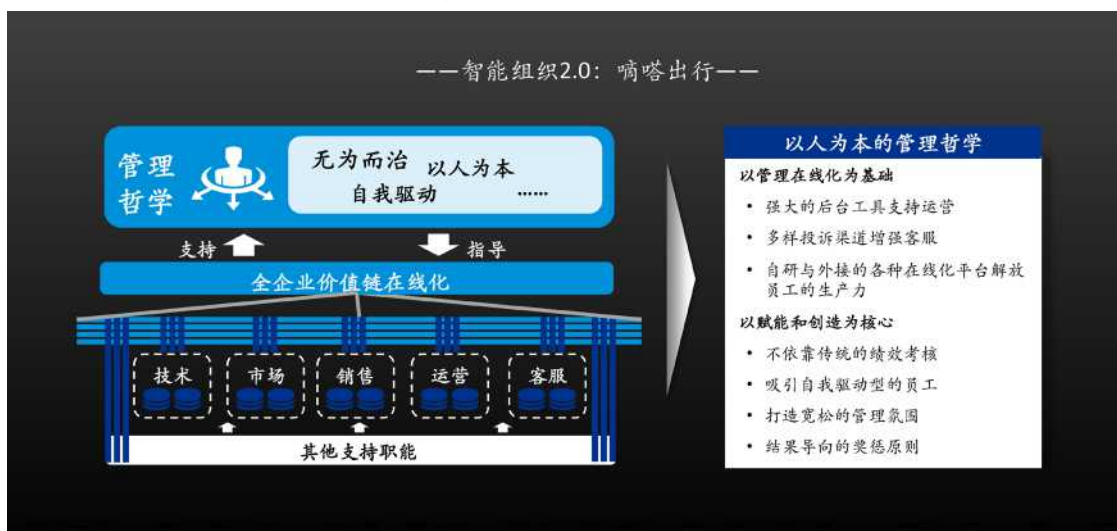 ——智能组织2.0：嘀嗒出行——
管理
哲学
无为而治 以人为本
自我驱动 ……
支持
指导
全企业价值链在线化
技术 市场 销售 运营 客服
其他支持职能
以人为本的管理哲学
以管理在线化为基础
• 强大的后台工具支持运营
• 多样投诉渠道增强客服
• 自研与外接的各种在线化平台解放
员工的生产力
以赋能和创造为核心
• 不依靠传统的绩效考核
• 吸引自我驱动型的员工
• 打造宽松的管理氛围
• 结果导向的奖惩原则